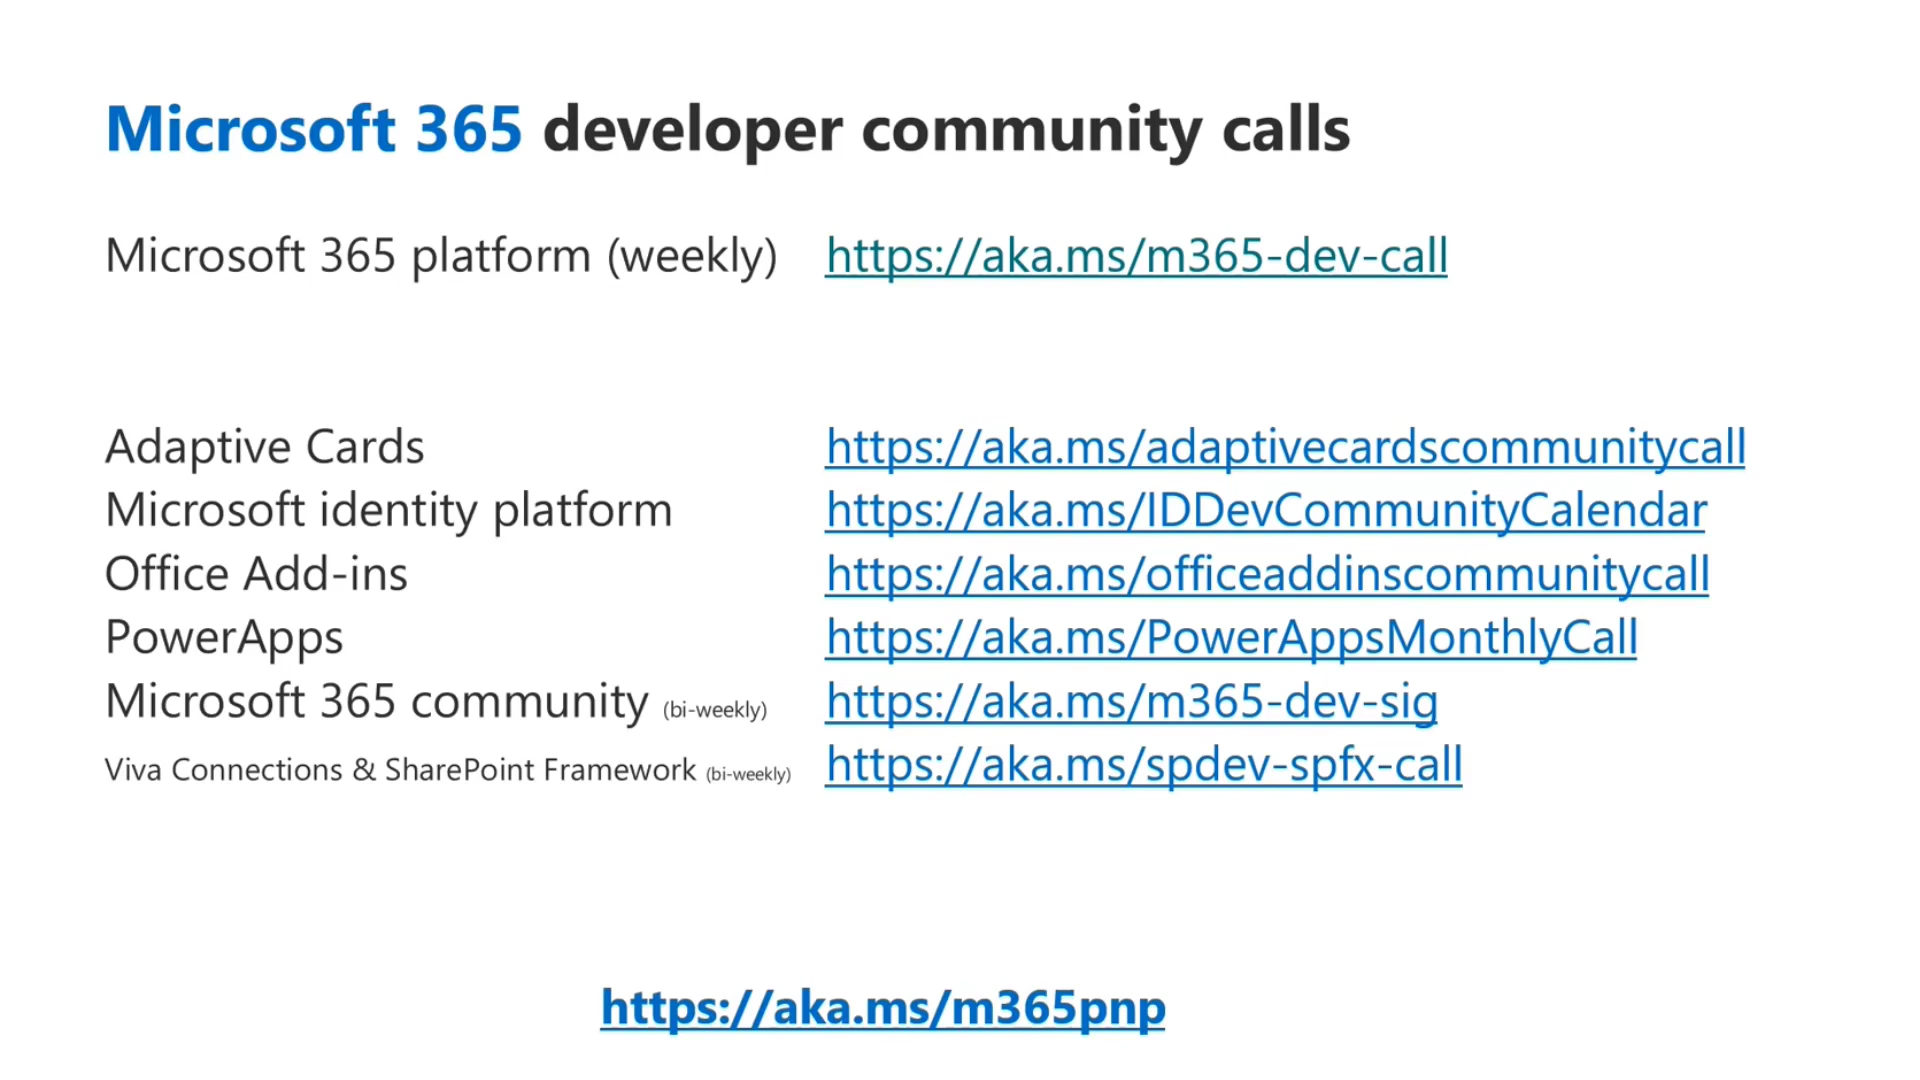 Microsoft 365 developer community calls
Microsoft 365 platform (weekly) https://aka.ms/m365-dev-call
Adaptive Cards https://aka.ms/adaptivecardscommunitycall
Microsoft identity platform https://aka.ms/IDDevCommunityCalendar
Office Add-ins https://aka.ms/officeaddinscommunitycall
PowerApps https://aka.ms/PowerAppsMonthlyCall
Microsoft 365 community (bi-weekly) https://aka.ms/m365-dev-sig
Viva Connections & SharePoint Framework (bi-weekly) https://aka.ms/spdev-spfx-call
https://aka.ms/m365pnp